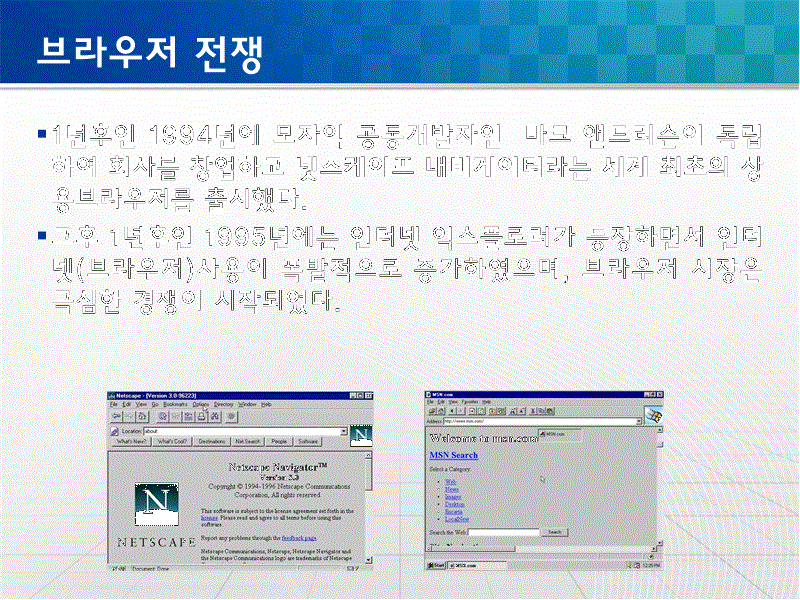 브라우저 전쟁
1년후인 1994년에 모자익 공동개발자인 마크 앤드러슨이 독립
하여 회사를 창업하고 넷스케이프 내비게이터라는 세계 최초의 상
용브라우저를 출시했다.
그후 1년후인 1995년에는 인터넷 익스플로러가 등장하면서 인터
넷(브라우저)사용이 폭발적으로 증가하였으며, 브라우저 시장은
극심한 경쟁이 시작되었다.
Netscape - [Version 3.0-96223]
File Edit View Go Bookmarks Options Directory Window Help
Location: about:
What's New? What's Cool? Destinations Net Search People Software
Netscape Navigator™
Version 3.0
Copyright © 1994-1996 Netscape Communications
Corporation, All rights reserved.
This software is subject to the license agreement set forth in the
license. Please read and agree to all terms before using this
software.
Report any problems through the feedback page.
Netscape Communications, Netscape, Netscape Navigator and
the Netscape Communications logo are trademarks of Netscape
N
NETSCAPE
Document: Done
MSN.com
File Edit View Favorites Help
Address http://www.msn.com/
MSN.com
Welcome to msn.com
MSN Search
Select a Category:
Web
News
Images
Desktop
Encarta
Local New
Search the Web: Search
Start MSN.com 12:25 PM